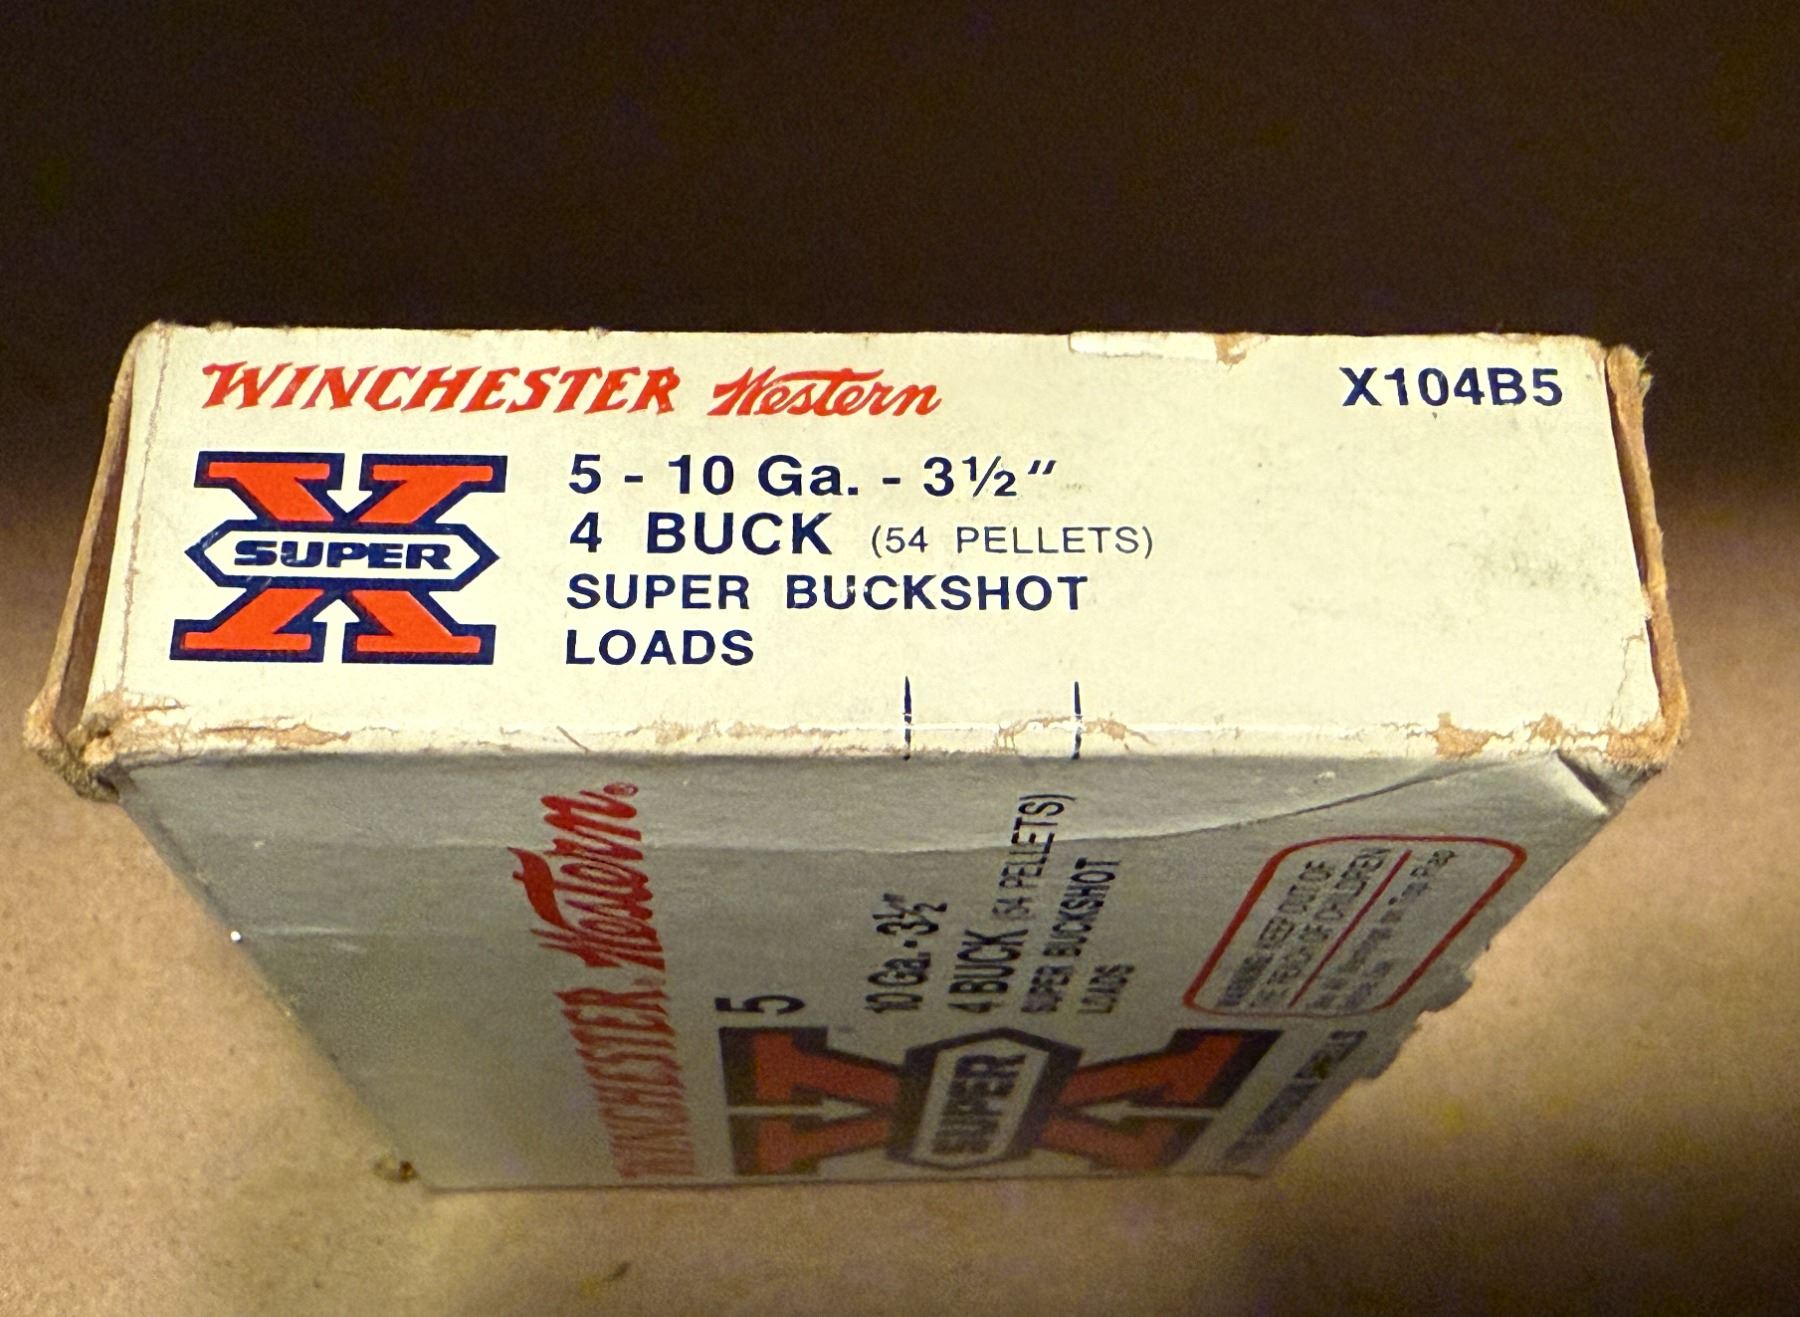 WINCHESTER Western
X104B5
SUPER X
5 - 10 Ga. - 3½"
4 BUCK (54 PELLETS)
SUPER BUCKSHOT
LOADS
WINCHESTER Western®
5
10 Ga.-3½"
4 BUCK (54 PELLETS)
SUPER BUCKSHOT
LOADS
SUPER X
WARNING: KEEP OUT OF
THE REACH OF CHILDREN